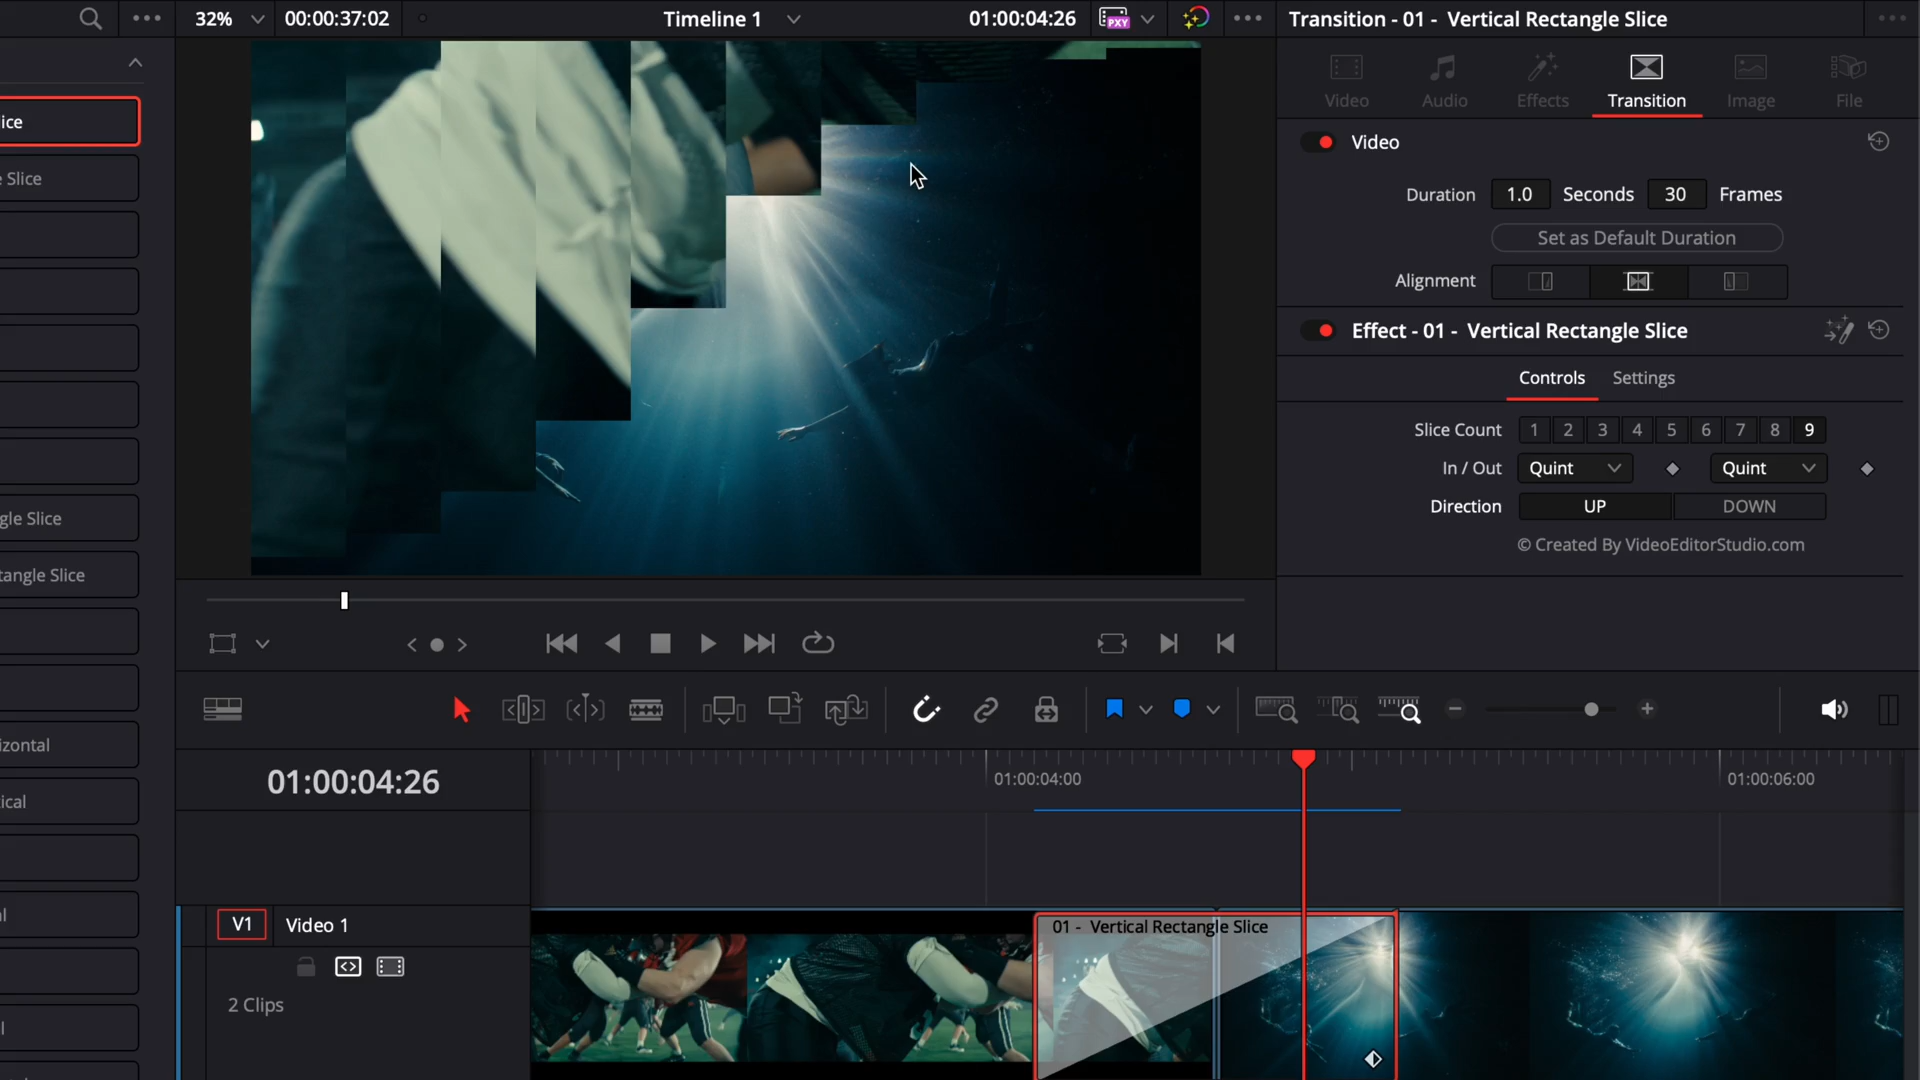 32%
00:00:37:02
Timeline 1
01:00:04:26
PXY
Transition - 01 - Vertical Rectangle Slice
ice
e Slice
gle Slice
tangle Slice
izontal
ical
al
l
Video
Audio
Effects
Transition
Image
File
Video
Duration 1.0 Seconds 30 Frames
Set as Default Duration
Alignment
Effect - 01 - Vertical Rectangle Slice
Controls Settings
Slice Count 1 2 3 4 5 6 7 8 9
In / Out Quint Quint
Direction UP DOWN
© Created By VideoEditorStudio.com
01:00:04:26
01:00:04:00
01:00:06:00
V1 Video 1
2 Clips
01 - Vertical Rectangle Slice